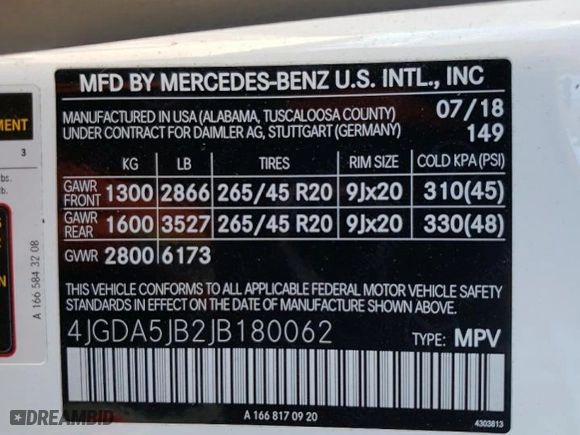 MFD BY MERCEDES-BENZ U.S. INTL., INC
MANUFACTURED IN USA (ALABAMA, TUSCALOOSA COUNTY) 07/18
UNDER CONTRACT FOR DAIMLER AG, STUTTGART (GERMANY) 149
KG LB TIRES RIM SIZE COLD KPA (PSI)
GAWR FRONT 1300 2866 265/45 R20 9Jx20 310(45)
GAWR REAR 1600 3527 265/45 R20 9Jx20 330(48)
GVWR 2800 6173
THIS VEHICLE CONFORMS TO ALL APPLICABLE FEDERAL MOTOR VEHICLE SAFETY
STANDARDS IN EFFECT ON THE DATE OF MANUFACTURE SHOWN ABOVE.
4JGDA5JB2JB180062 TYPE: MPV
A 166 817 09 20
4303813
MENT
3
lbs.
lb.
A 166 584 32 08
DREAMBID